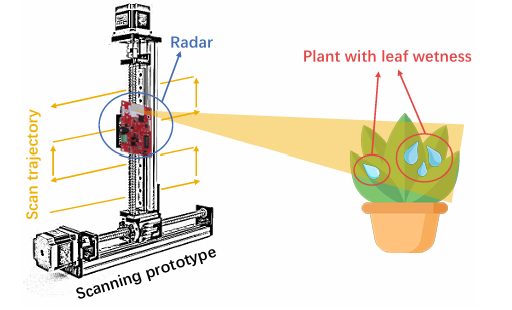 Radar
Plant with leaf wetness
Scan trajectory
Scanning prototype